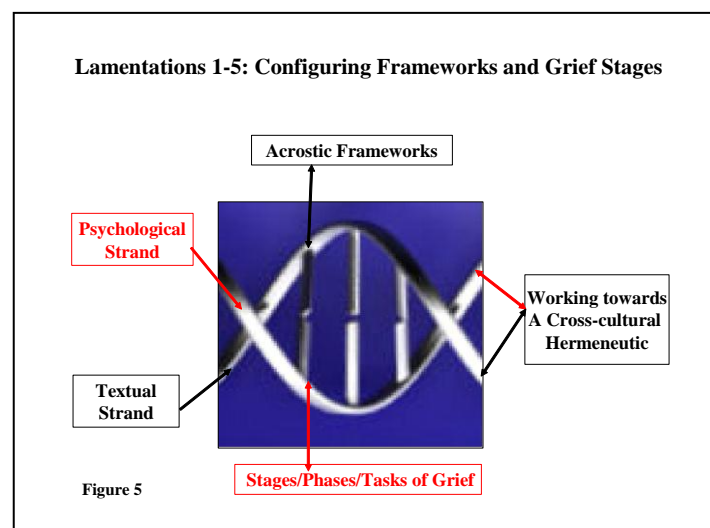 Lamentations 1-5: Configuring Frameworks and Grief Stages
Acrostic Frameworks
Psychological
Strand
Working towards
A Cross-cultural
Hermeneutic
Textual
Strand
Stages/Phases/Tasks of Grief
Figure 5